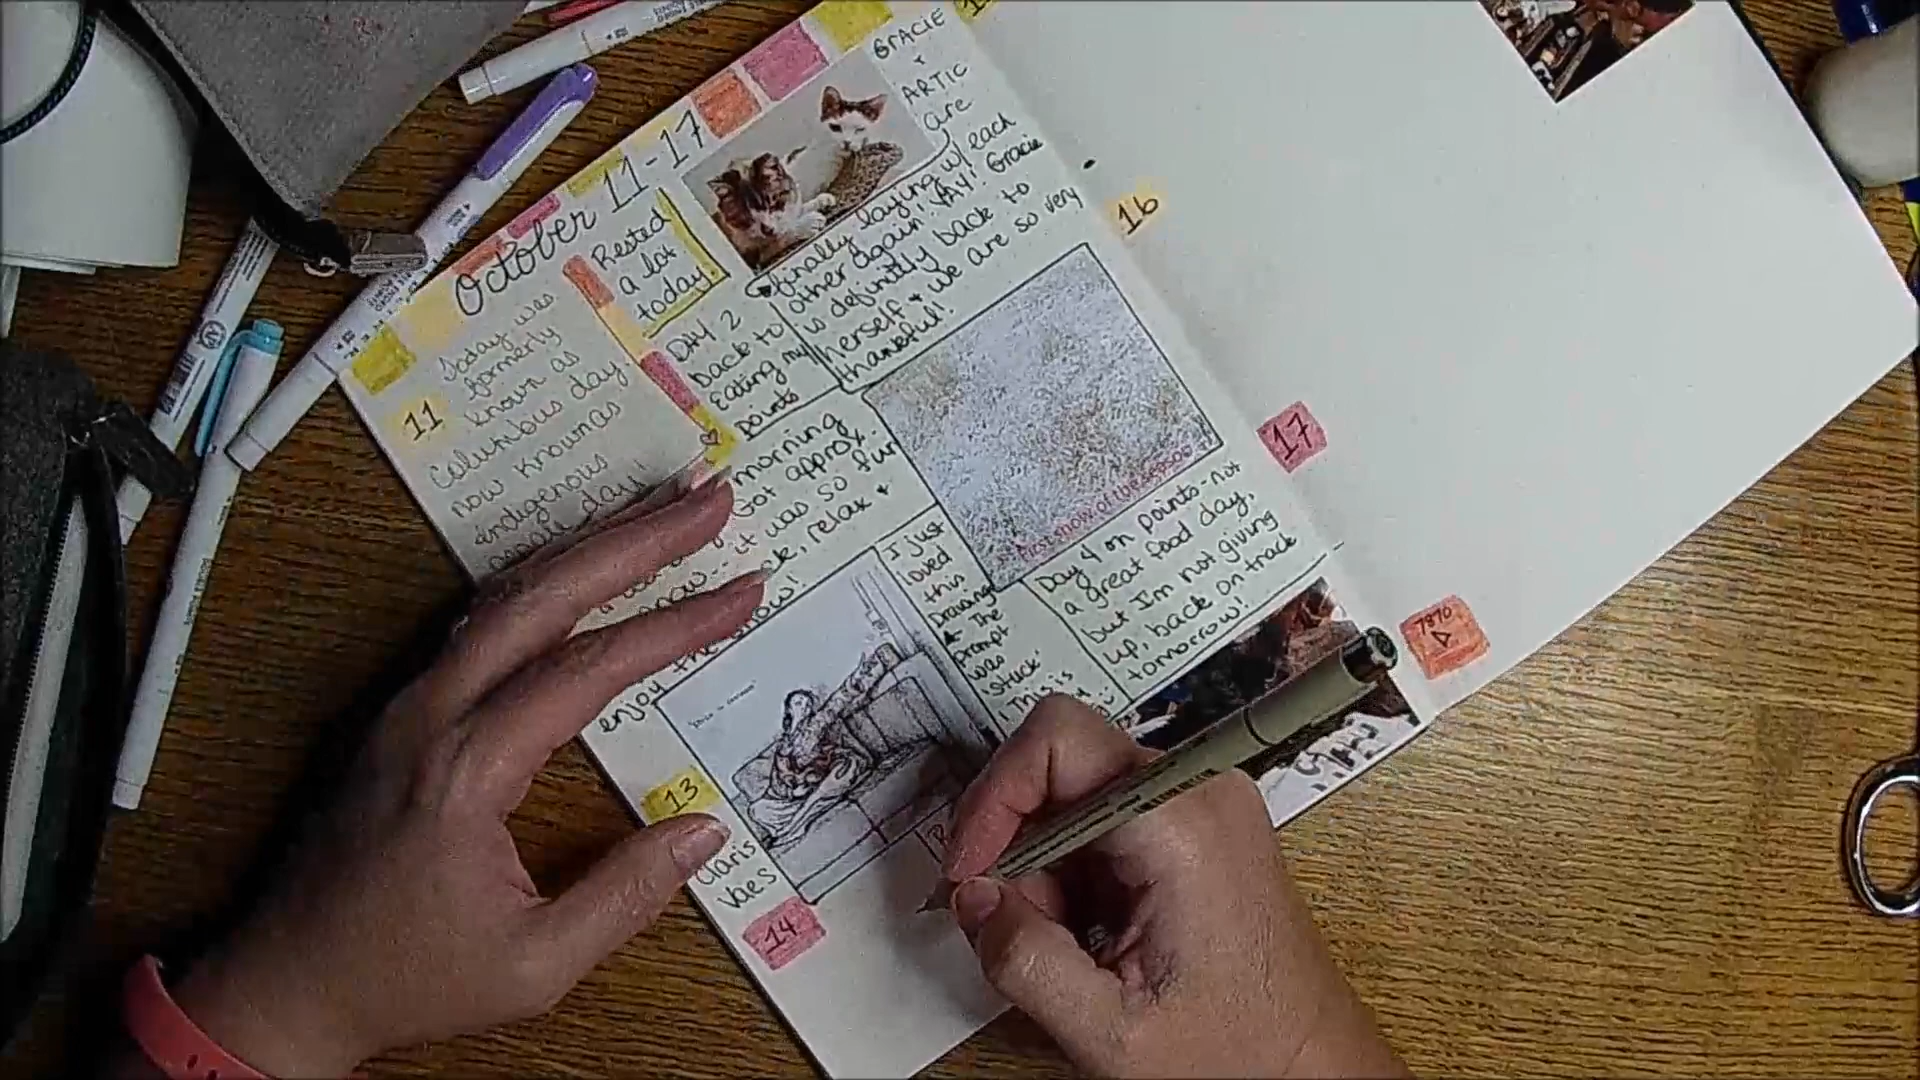 October 11-17
11
Today was
formerly
known as
Columbus day.
now known as
indigenous
people day!
Rested
a lot
today!
DAY 2
back to
Eating my
points
GRACIE
+
ARTIC
are
finally laying w/ each
other again! YAY! Gracie
is definitly back to
herself + we are so very
thankful!
morning
Got approx.
it was so fun
relax +
enjoy the snow!
13
Claris
Vaes
14
I just
loved
this
Drawing
The
prompt
was
'stuck'
This is
16
First snow of the season
17
Day 4 on points - not
a great food day,
but I'm not giving
up, back on track
tomorrow!
7870